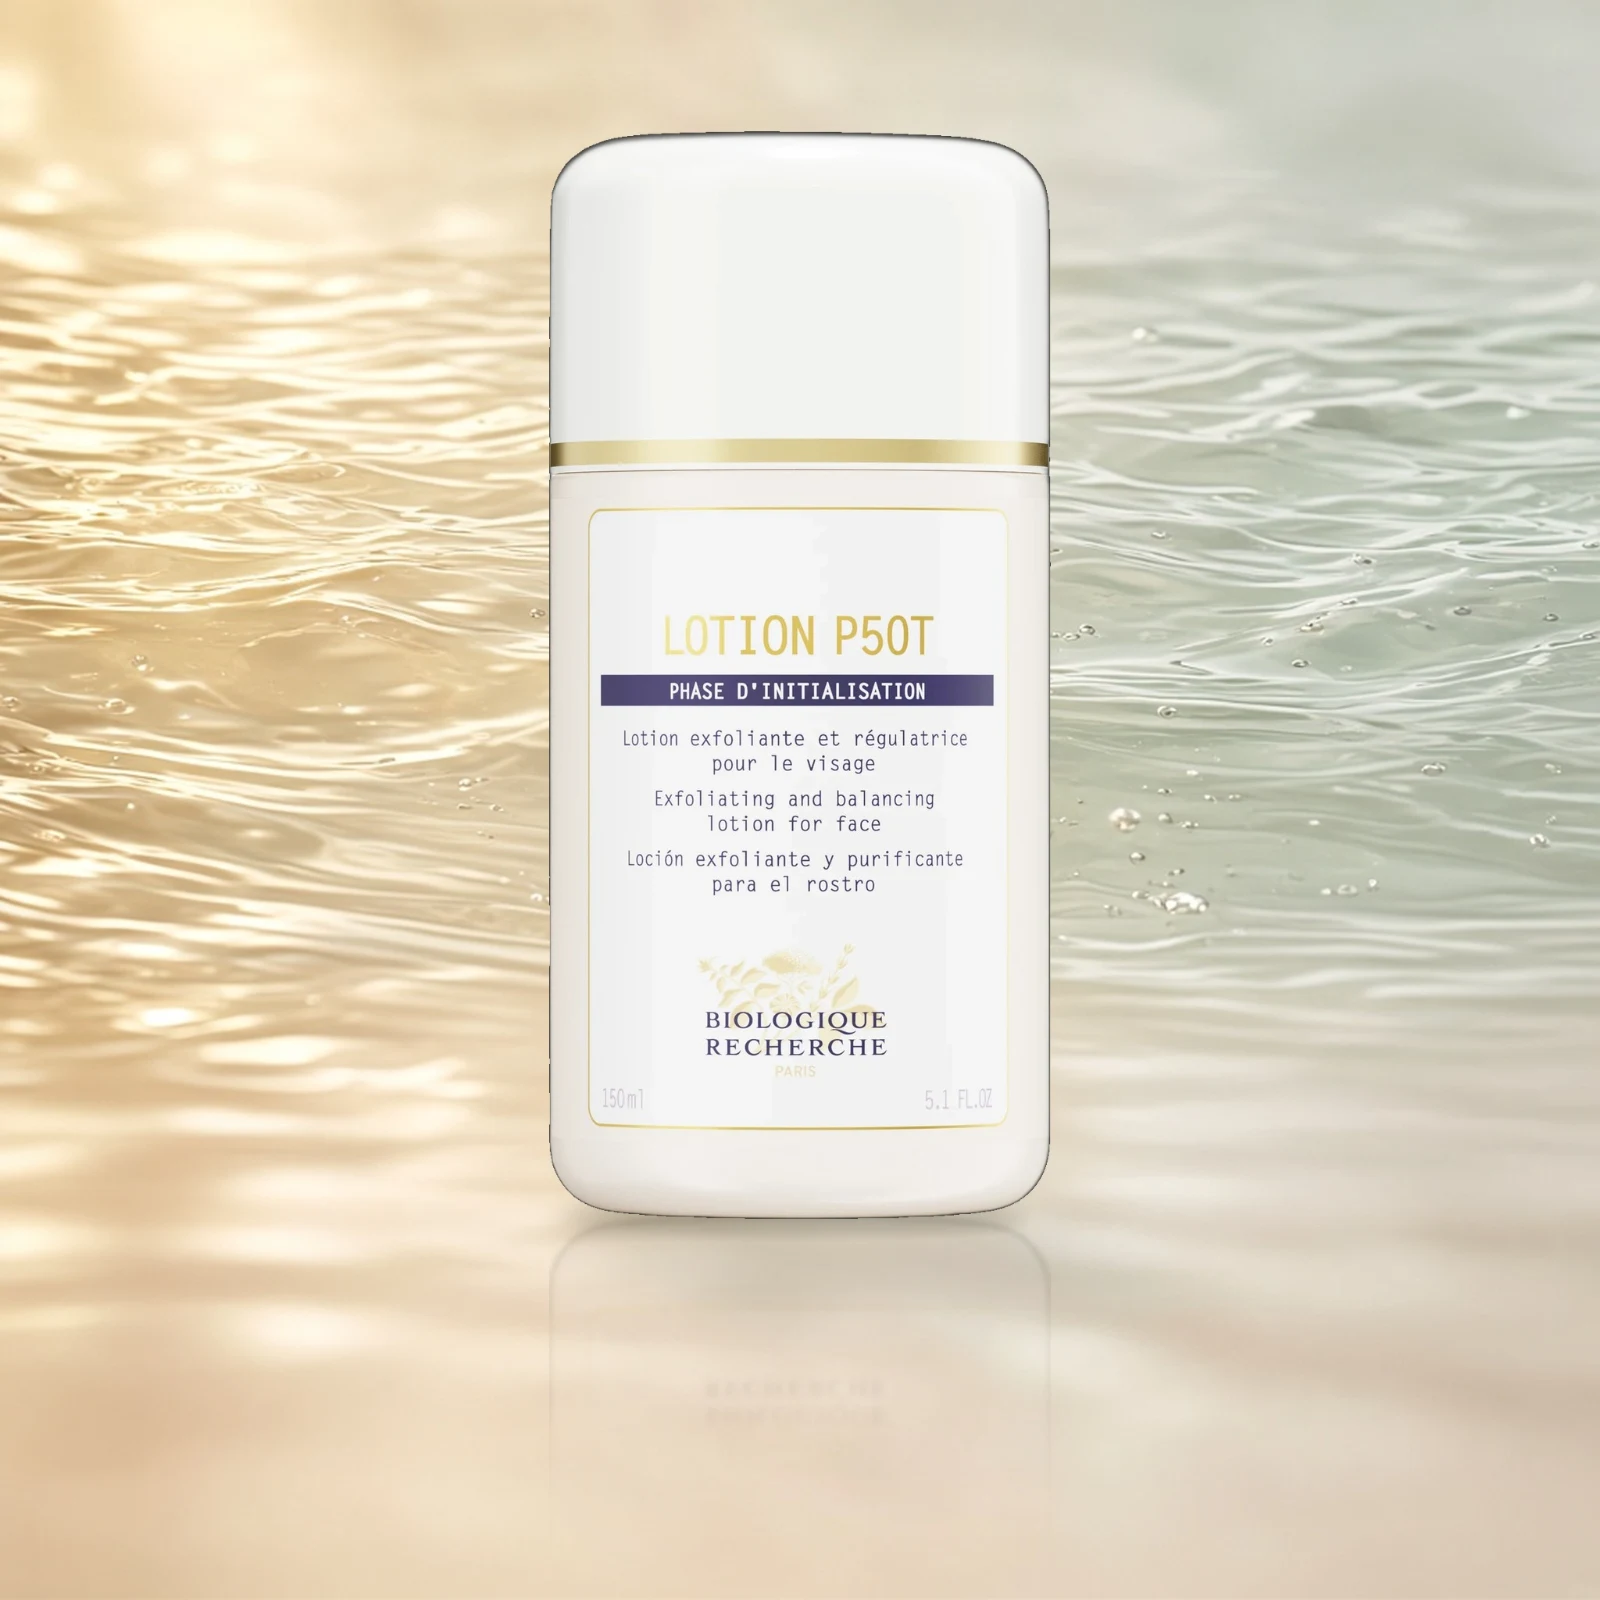 LOTION P50T
PHASE D'INITIALISATION
Lotion exfoliante et régulatrice
pour le visage
Exfoliating and balancing
lotion for face
Loción exfoliante y purificante
para el rostro
BIOLOGIQUE
RECHERCHE
PARIS
150ml 5.1 FL.OZ